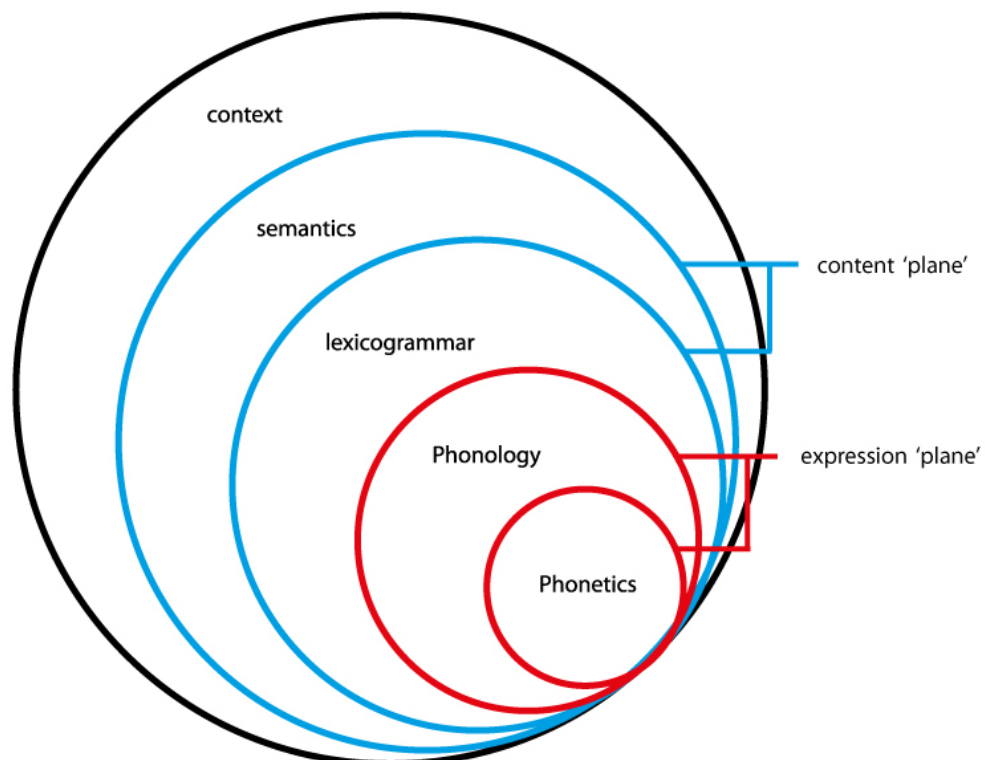 context
semantics
content ‘plane’
lexicogrammar
Phonology
expression ‘plane’
Phonetics